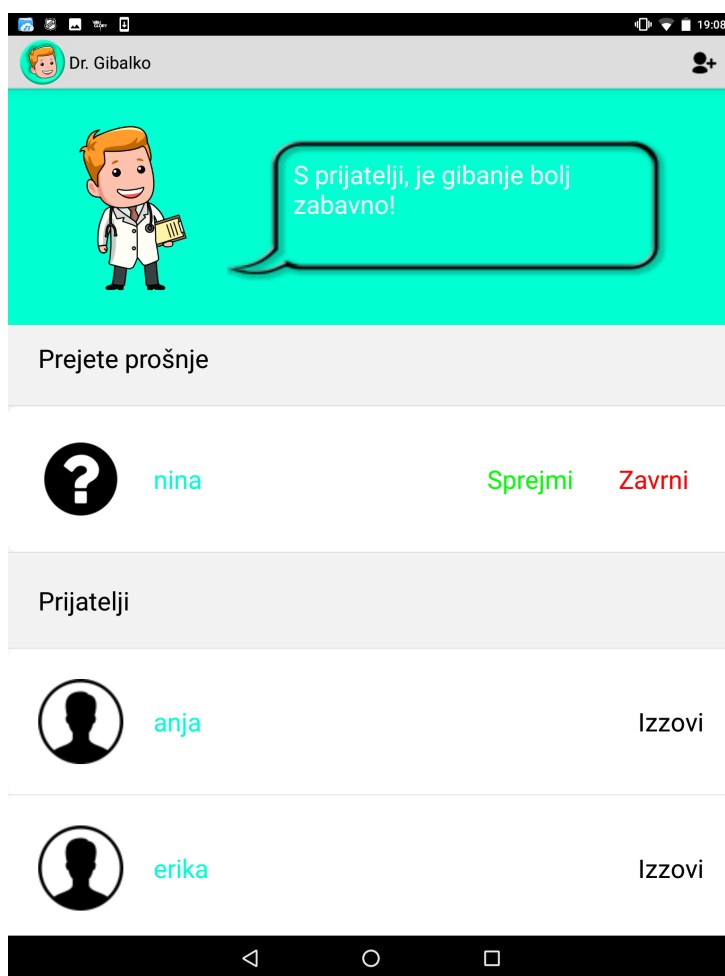 19:08
Dr. Gibalko
S prijatelji, je gibanje bolj
zabavno!
Prejete prošnje
nina Sprejmi Zavrni
Prijatelji
anja Izzovi
erika Izzovi